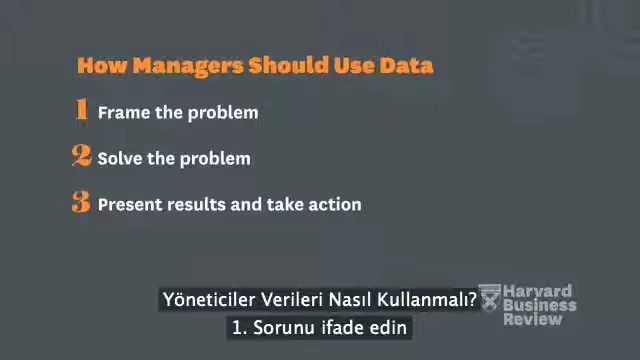 How Managers Should Use Data
1 Frame the problem
2 Solve the problem
3 Present results and take action
Yöneticiler Verileri Nasıl Kullanmalı?
1. Sorunu ifade edin
Harvard
Business
Review